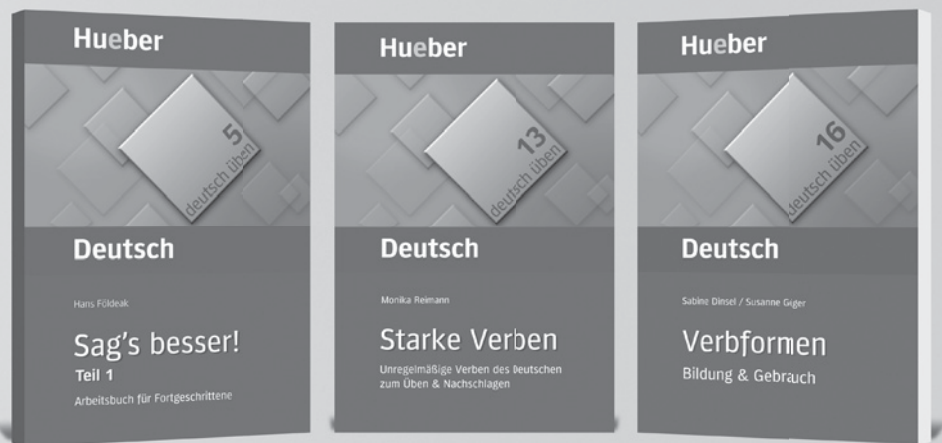 Hueber
5
deutsch üben
Deutsch
Hans Földeak
Sag's besser!
Teil 1
Arbeitsbuch für Fortgeschrittene
Hueber
13
deutsch üben
Deutsch
Monika Reimann
Starke Verben
Unregelmäßige Verben des Deutschen
zum Üben & Nachschlagen
Hueber
16
deutsch üben
Deutsch
Sabine Dinsel / Susanne Geiger
Verbformen
Bildung & Gebrauch